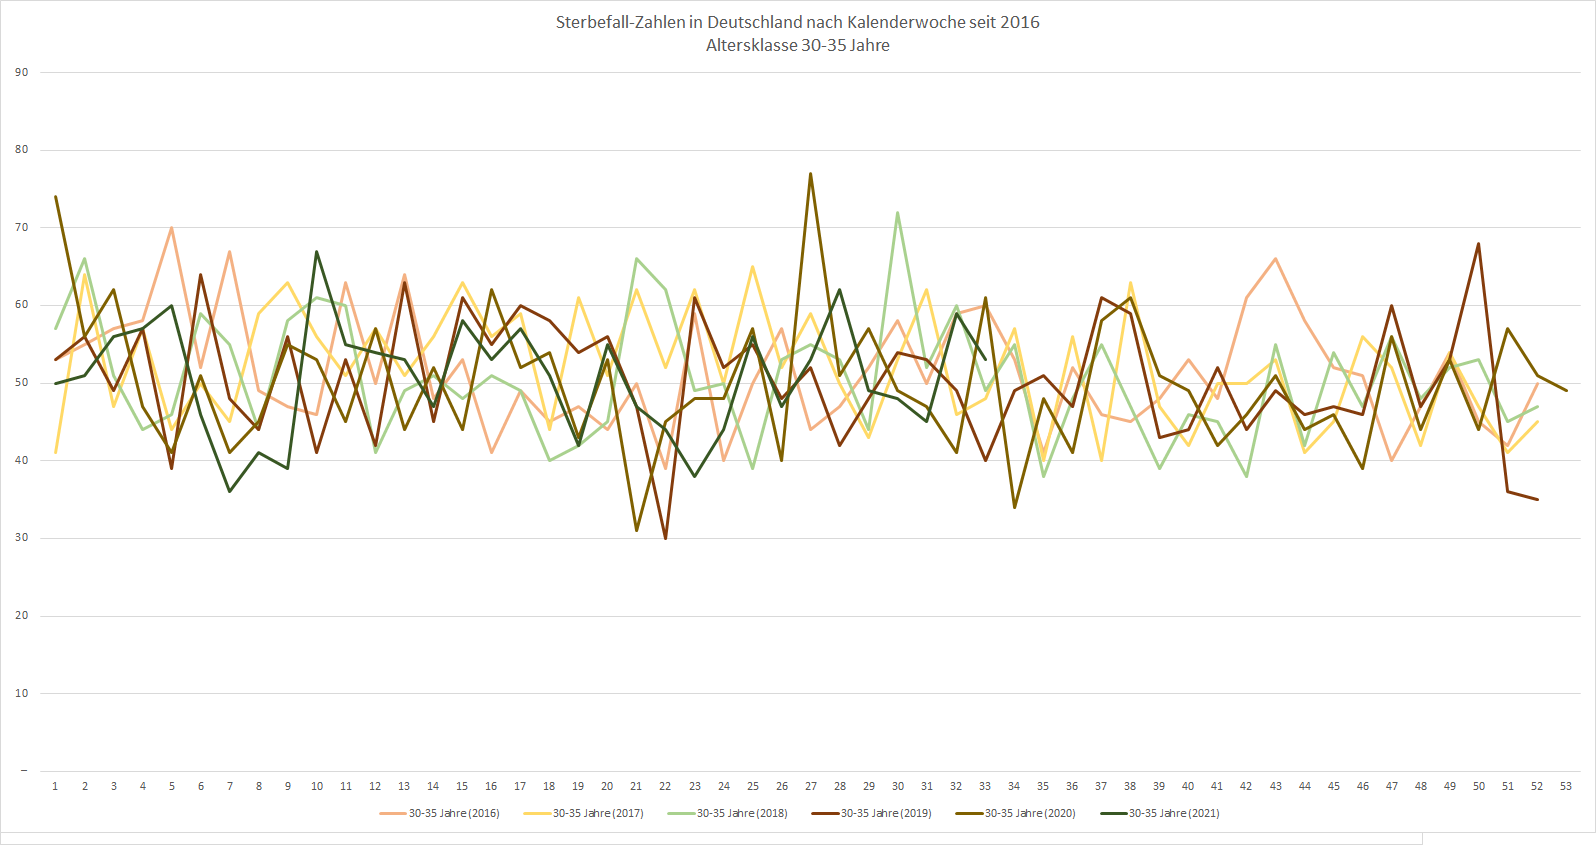 Sterbefall-Zahlen in Deutschland nach Kalenderwoche seit 2016
Altersklasse 30-35 Jahre
90
80
70
60
50
40
30
20
10
–
1 2 3 4 5 6 7 8 9 10 11 12 13 14 15 16 17 18 19 20 21 22 23 24 25 26 27 28 29 30 31 32 33 34 35 36 37 38 39 40 41 42 43 44 45 46 47 48 49 50 51 52 53
30-35 Jahre (2016) 30-35 Jahre (2017) 30-35 Jahre (2018) 30-35 Jahre (2019) 30-35 Jahre (2020) 30-35 Jahre (2021)